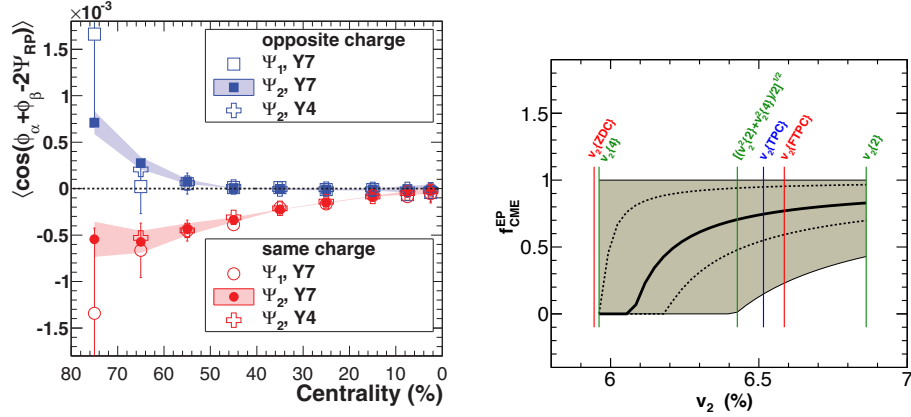 ×10⁻³
⟨cos(ϕα+ϕβ-2ΨRP)⟩
1.5
1
0.5
0
-0.5
-1
-1.5
opposite charge
Ψ₁, Y7
Ψ₂, Y7
Ψ₂, Y4
same charge
Ψ₁, Y7
Ψ₂, Y7
Ψ₂, Y4
80 70 60 50 40 30 20 10 0
Centrality (%)
f^EP_CME
1.5
1
0.5
0
v₂{ZDC}
v₂{4}
[(v²₂{2}+v²₂{4})/2]^1/2
v₂{TPC}
v₂{FTPC}
v₂{2}
6 6.5 7
v₂ (%)